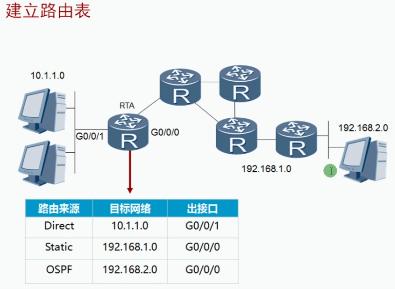 建立路由表
10.1.1.0
RTA
G0/0/1
G0/0/0
R
R
R
R
R
192.168.2.0
192.168.1.0
路由来源 目标网络 出接口
Direct 10.1.1.0 G0/0/1
Static 192.168.1.0 G0/0/0
OSPF 192.168.2.0 G0/0/0